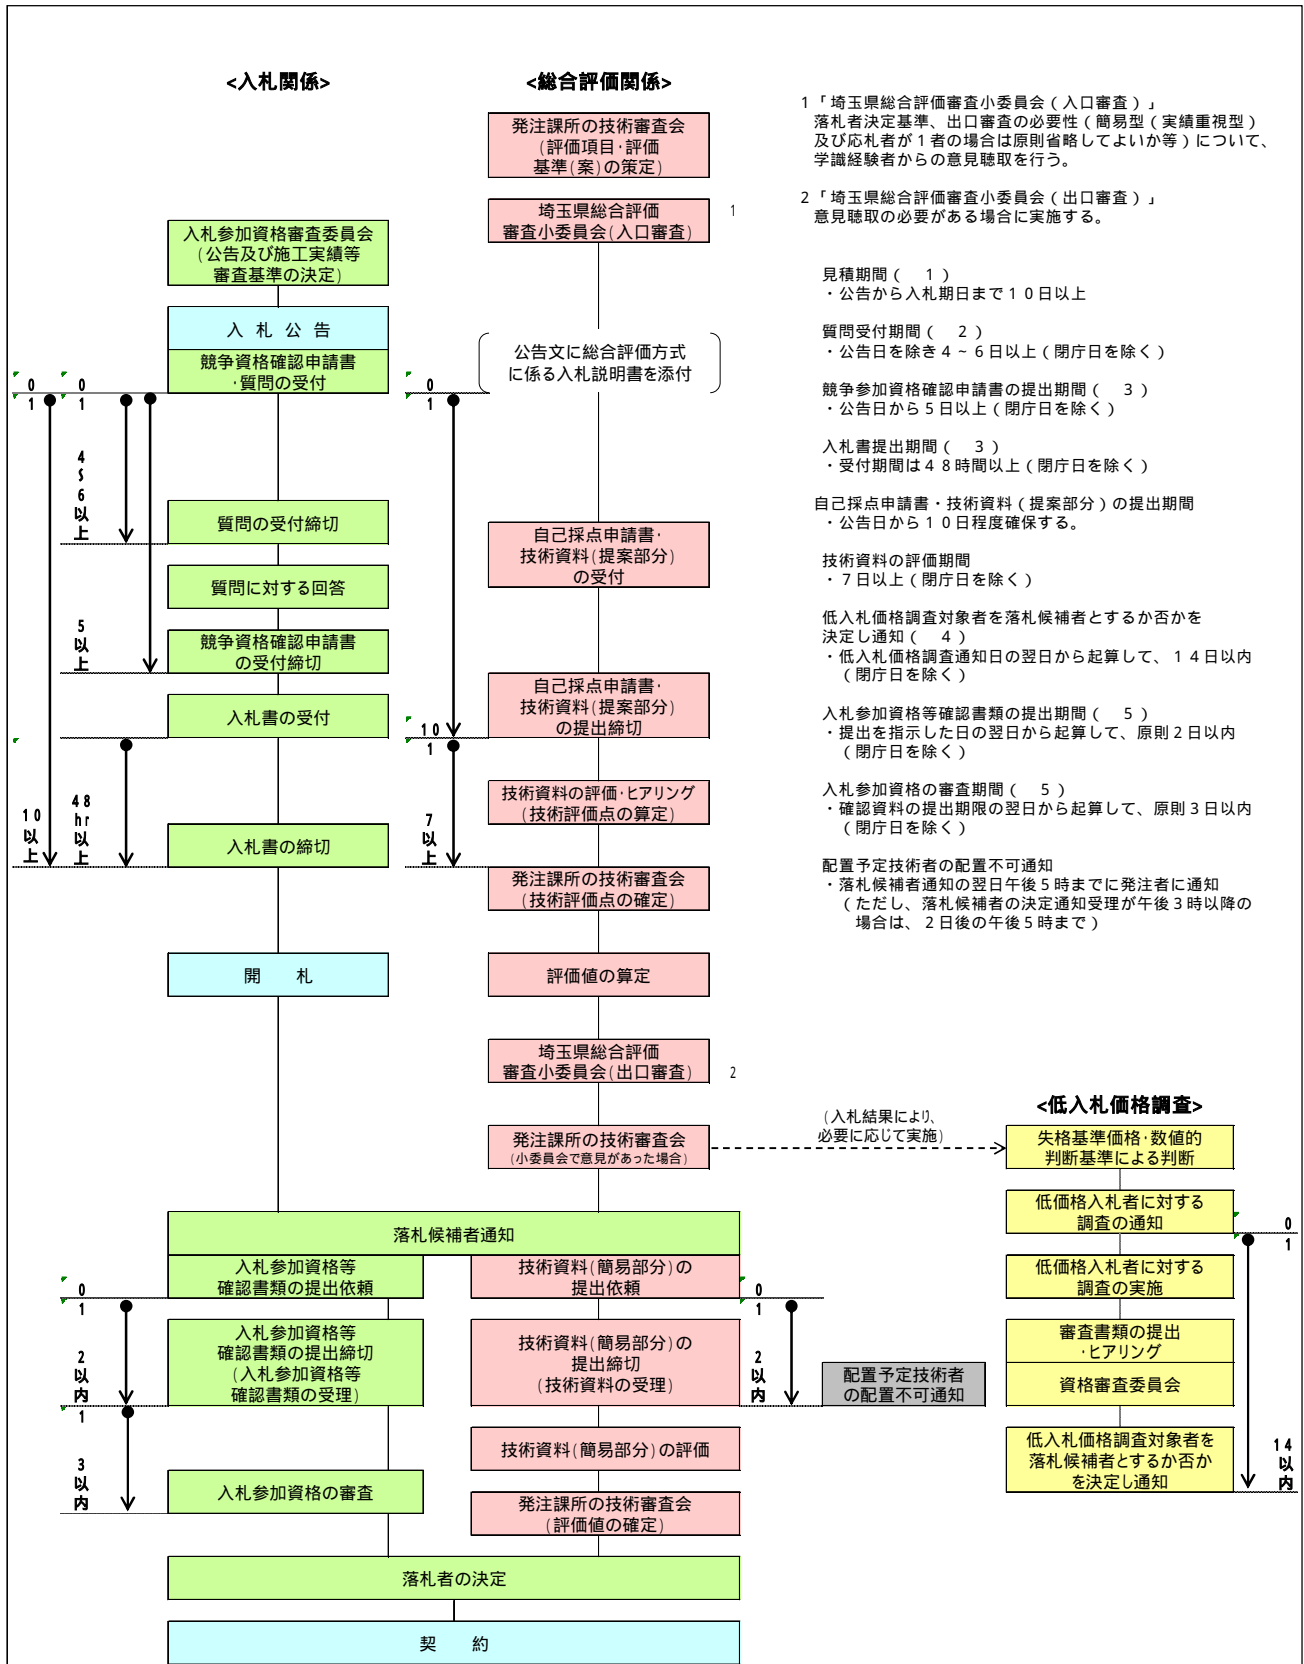 <入札関係>
<総合評価関係>
発注課所の技術審査会
(評価項目・評価
基準(案)の策定)
埼玉県総合評価
審査小委員会(入口審査)
1
入札参加資格審査委員会
(公告及び施工実績等
審査基準の決定)
入 札 公 告
競争資格確認申請書
・質問の受付
公告文に総合評価方式
に係る入札説明書を添付
0
1
0
1
0
1
4
S
6
以
上
質問の受付締切
自己採点申請書・
技術資料(提案部分)
の受付
質問に対する回答
5
以
上
競争資格確認申請書
の受付締切
入札書の受付
自己採点申請書・
技術資料(提案部分)
の提出締切
10
1
技術資料の評価・ヒアリング
(技術評価点の算定)
10
以
上
48
hr
以
上
7
以
上
入札書の締切
発注課所の技術審査会
(技術評価点の確定)
開 札
評価値の算定
埼玉県総合評価
審査小委員会(出口審査)
2
発注課所の技術審査会
(小委員会で意見があった場合)
(入札結果により、
必要に応じて実施)
1「埼玉県総合評価審査小委員会(入口審査)」
落札者決定基準、出口審査の必要性(簡易型(実績重視型)
及び応札者が1者の場合は原則省略してよいか等)について、
学識経験者からの意見聴取を行う。
2「埼玉県総合評価審査小委員会(出口審査)」
意見聴取の必要がある場合に実施する。
見積期間( 1)
・公告から入札期日まで10日以上
質問受付期間( 2)
・公告日を除き4~6日以上(閉庁日を除く)
競争参加資格確認申請書の提出期間( 3)
・公告日から5日以上(閉庁日を除く)
入札書提出期間( 3)
・受付期間は48時間以上(閉庁日を除く)
自己採点申請書・技術資料(提案部分)の提出期間
・公告日から10日程度確保する。
技術資料の評価期間
・7日以上(閉庁日を除く)
低入札価格調査対象者を落札候補者とするか否かを
決定し通知( 4)
・低入札価格調査通知日の翌日から起算して、14日以内
(閉庁日を除く)
入札参加資格等確認書類の提出期間( 5)
・提出を指示した日の翌日から起算して、原則2日以内
(閉庁日を除く)
入札参加資格の審査期間( 5)
・確認資料の提出期限の翌日から起算して、原則3日以内
(閉庁日を除く)
配置予定技術者の配置不可通知
・落札候補者通知の翌日午後5時までに発注者に通知
(ただし、落札候補者の決定通知受理が午後3時以降の
場合は、2日後の午後5時まで)
<低入札価格調査>
失格基準価格・数値的
判断基準による判断
低価格入札者に対する
調査の通知
0
1
低価格入札者に対する
調査の実施
審査書類の提出
・ヒアリング
資格審査委員会
低入札価格調査対象者を
落札候補者とするか否か
を決定し通知
14
以
内
落札候補者通知
入札参加資格等
確認書類の提出依頼
技術資料(簡易部分)の
提出依頼
0
1
0
1
入札参加資格等
確認書類の提出締切
(入札参加資格等
確認書類の受理)
技術資料(簡易部分)の
提出締切
(技術資料の受理)
2
以
内
2
以
内
配置予定技術者
の配置不可通知
1
3
以
内
技術資料(簡易部分)の評価
入札参加資格の審査
発注課所の技術審査会
(評価値の確定)
落札者の決定
契 約